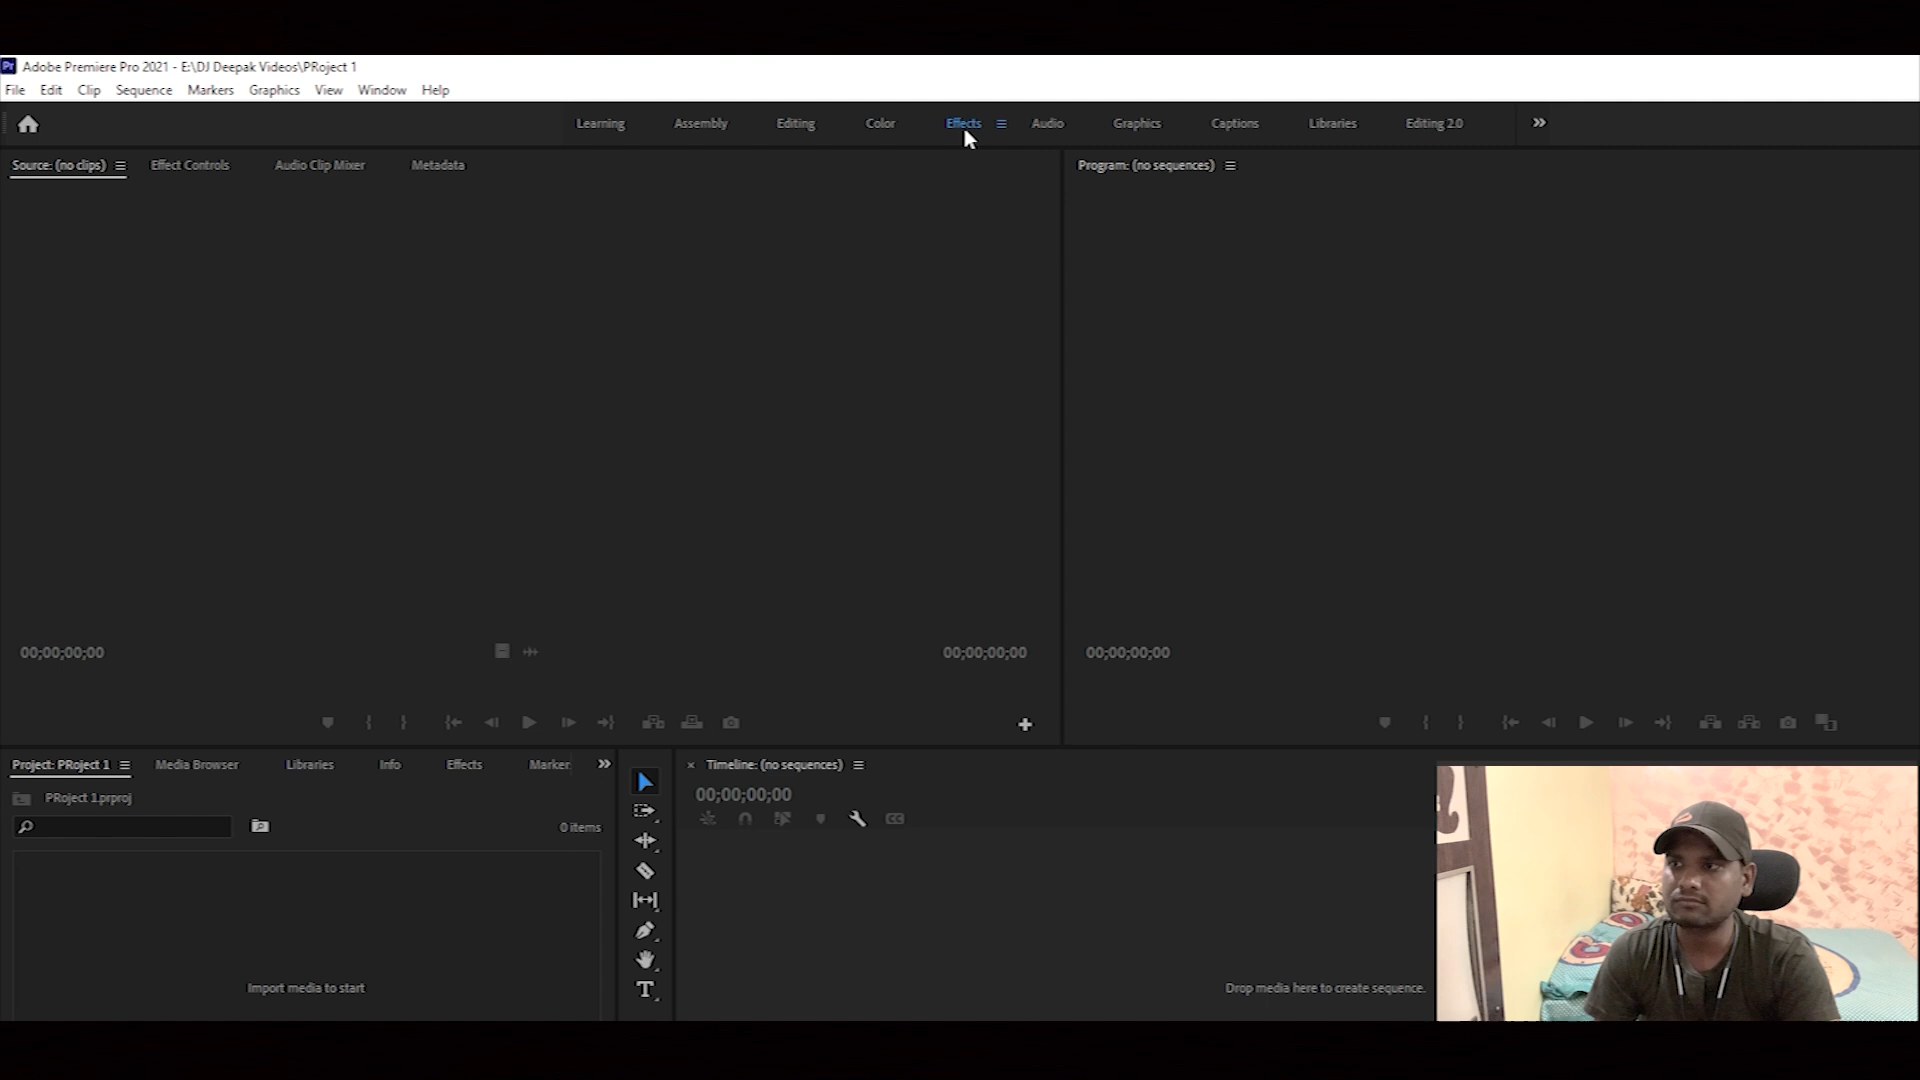 Pr Adobe Premiere Pro 2021 - E:\DJ Deepak Videos\PRoject 1
File Edit Clip Sequence Markers Graphics View Window Help
Learning Assembly Editing Color Effects Audio Graphics Captions Libraries Editing 2.0
Source: (no clips) Effect Controls Audio Clip Mixer Metadata
Program: (no sequences)
00;00;00;00 00;00;00;00
00;00;00;00
Project: PRoject 1 Media Browser Libraries Info Effects Marker
PRoject 1.prproj
0 items
Import media to start
T
× Timeline: (no sequences)
00;00;00;00
CC
Drop media here to create sequence.